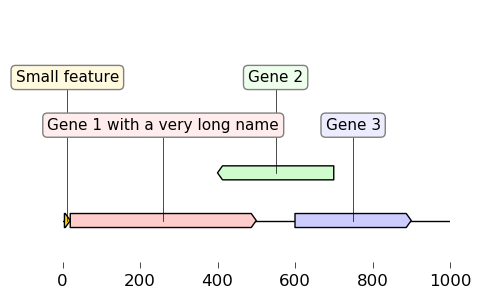 Small feature
Gene 2
Gene 1 with a very long name
Gene 3
0 200 400 600 800 1000